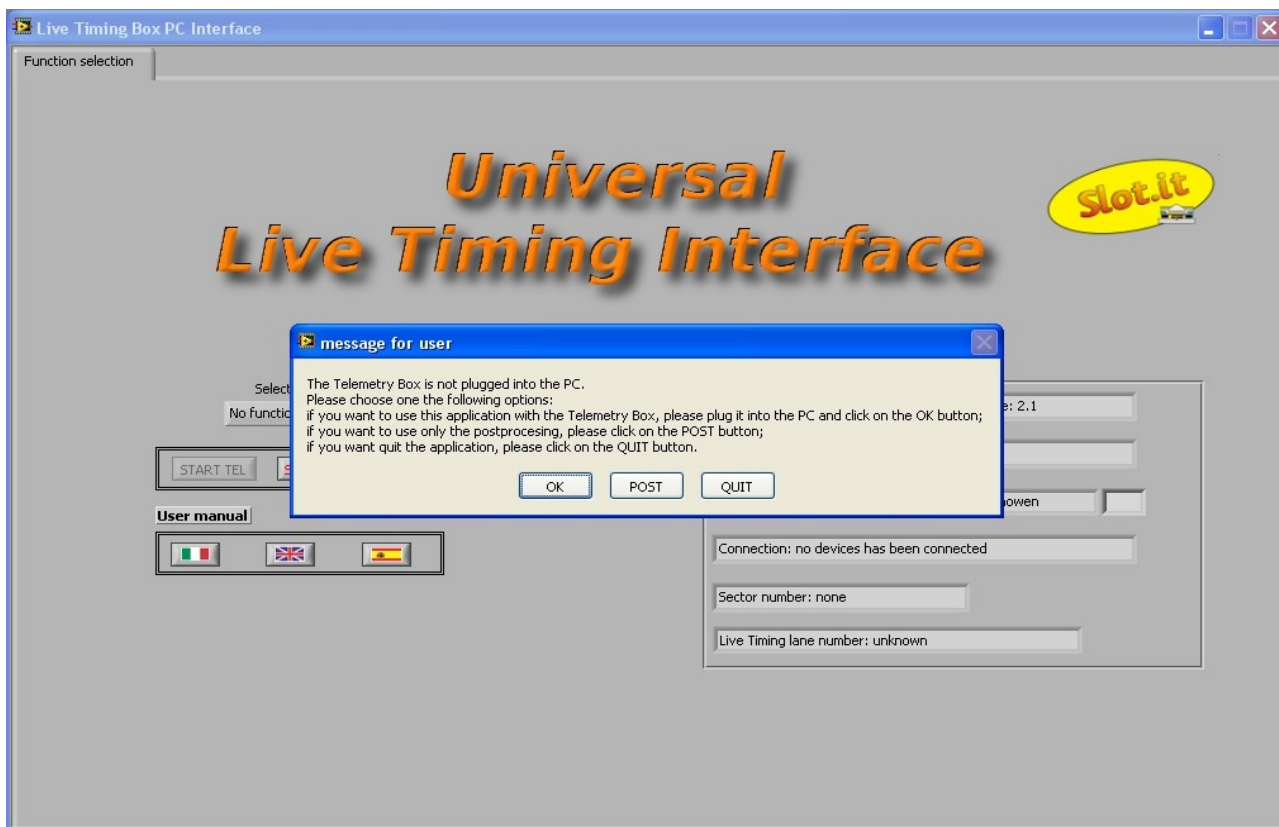 Live Timing Box PC Interface
Function selection
Universal
Live Timing Interface
Slot.it
message for user
The Telemetry Box is not plugged into the PC.
Please choose one the following options:
if you want to use this application with the Telemetry Box, please plug it into the PC and click on the OK button;
if you want to use only the postprocesing, please click on the POST button;
if you want quit the application, please click on the QUIT button.
OK POST QUIT
Select
No functio
: 2.1
START TEL
owen
User manual
Connection: no devices has been connected
Sector number: none
Live Timing lane number: unknown